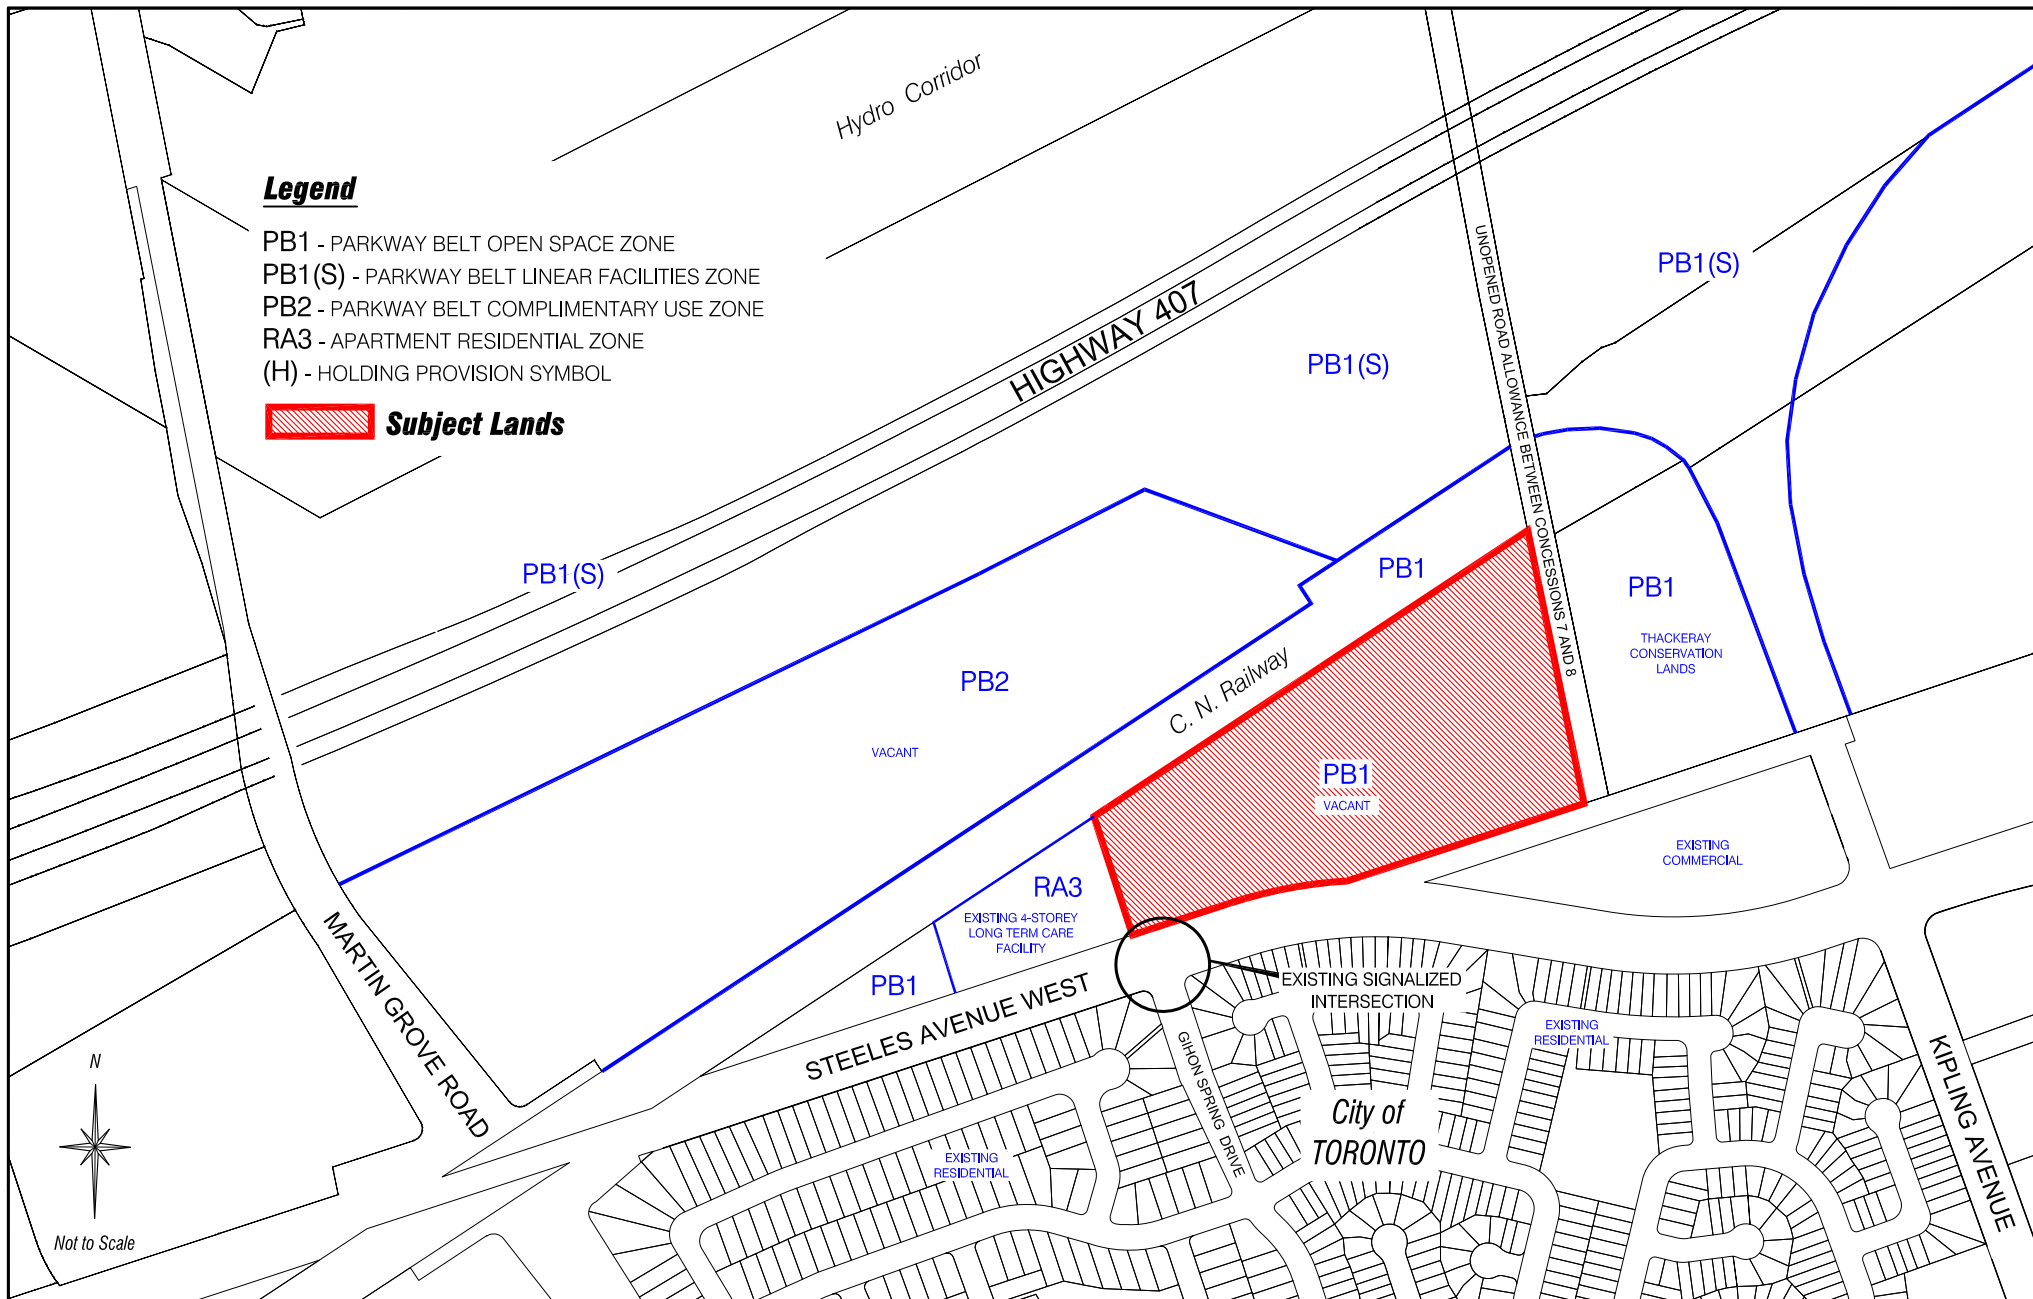 Hydro Corridor
Legend
PB1 - PARKWAY BELT OPEN SPACE ZONE
PB1(S) - PARKWAY BELT LINEAR FACILITIES ZONE
PB2 - PARKWAY BELT COMPLIMENTARY USE ZONE
RA3 - APARTMENT RESIDENTIAL ZONE
(H) - HOLDING PROVISION SYMBOL
Subject Lands
HIGHWAY 407
PB1(S)
PB1(S)
UNOPENED ROAD ALLOWANCE BETWEEN CONCESSIONS 7 AND 8
PB1(S)
PB1
PB1
THACKERAY
CONSERVATION
LANDS
PB2
VACANT
C. N. Railway
PB1
VACANT
EXISTING
COMMERCIAL
RA3
EXISTING 4-STOREY
LONG TERM CARE
FACILITY
PB1
MARTIN GROVE ROAD
STEELES AVENUE WEST
EXISTING SIGNALIZED
INTERSECTION
GIHON SPRING DRIVE
EXISTING
RESIDENTIAL
KIPLING AVENUE
City of
TORONTO
EXISTING
RESIDENTIAL
N
Not to Scale